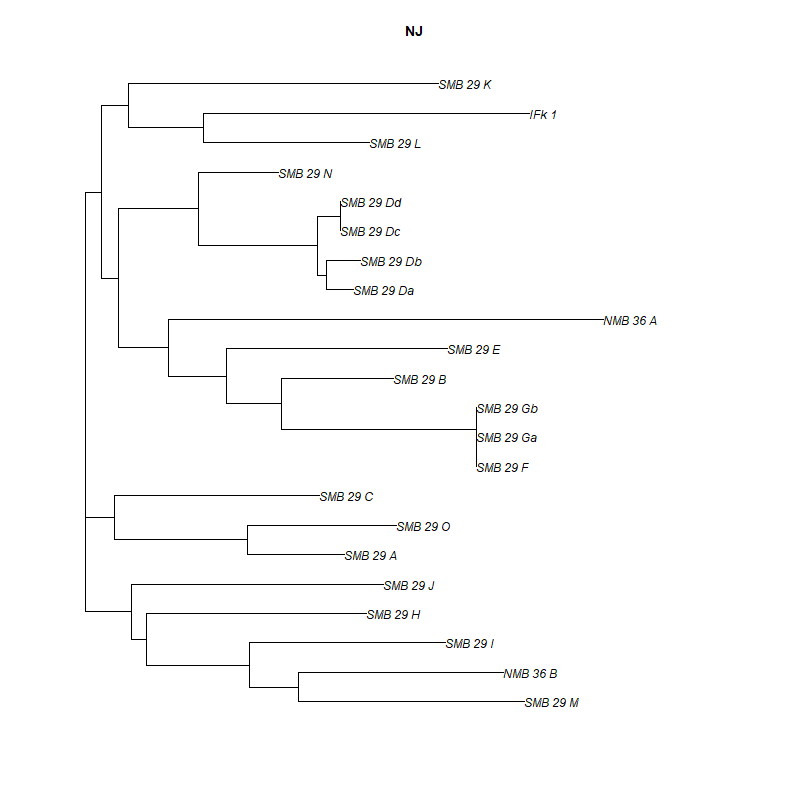 NJ
SMB 29 K
IFk 1
SMB 29 L
SMB 29 N
SMB 29 Dd
SMB 29 Dc
SMB 29 Db
SMB 29 Da
NMB 36 A
SMB 29 E
SMB 29 B
SMB 29 Gb
SMB 29 Ga
SMB 29 F
SMB 29 C
SMB 29 O
SMB 29 A
SMB 29 J
SMB 29 H
SMB 29 I
NMB 36 B
SMB 29 M